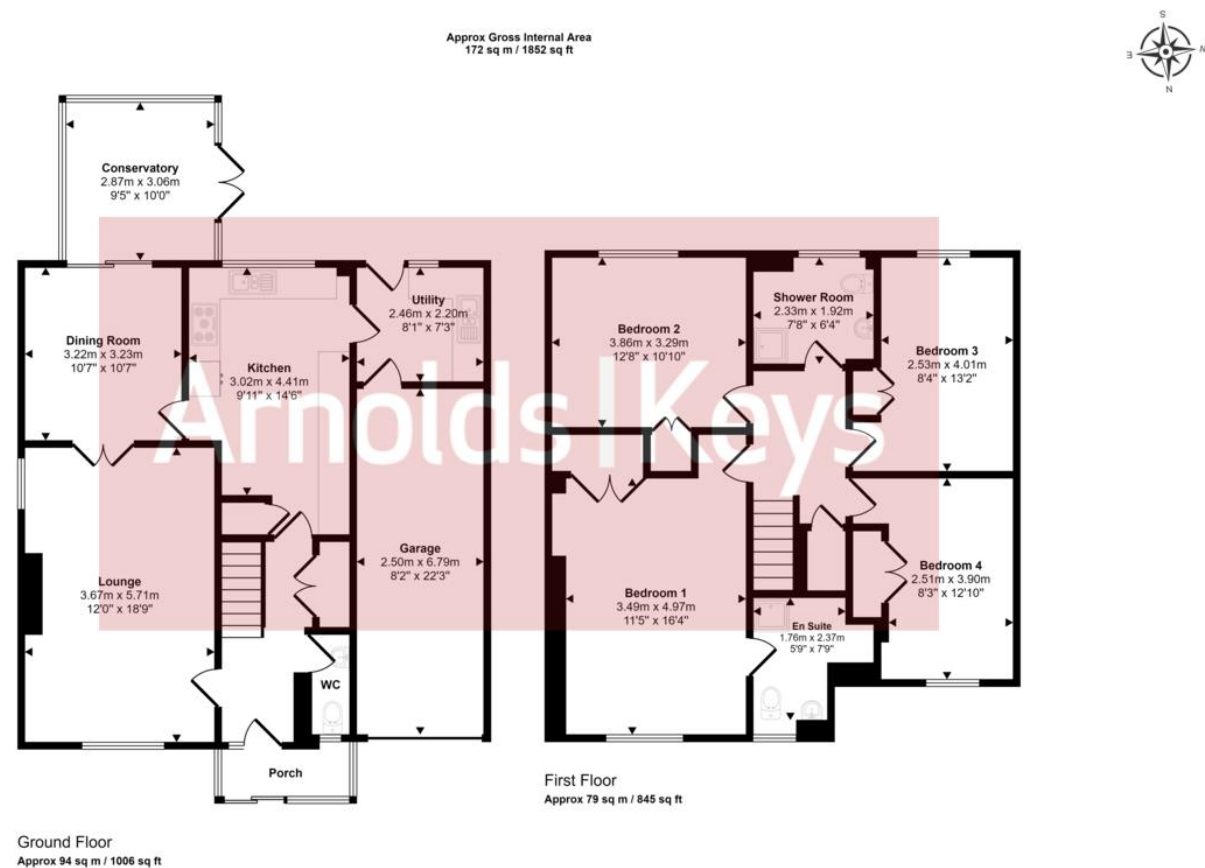 Approx Gross Internal Area
172 sq m / 1852 sq ft
S
E
W
N
Conservatory
2.87m x 3.06m
9'5" x 10'0"
Dining Room
3.22m x 3.23m
10'7" x 10'7"
Kitchen
3.02m x 4.41m
9'11" x 14'6"
Utility
2.46m x 2.20m
8'1" x 7'3"
Lounge
3.67m x 5.71m
12'0" x 18'9"
Garage
2.50m x 6.79m
8'2" x 22'3"
WC
Porch
Ground Floor
Approx 94 sq m / 1006 sq ft
Bedroom 2
3.86m x 3.29m
12'8" x 10'10"
Shower Room
2.33m x 1.92m
7'8" x 6'4"
Bedroom 3
2.53m x 4.01m
8'4" x 13'2"
Bedroom 1
3.49m x 4.97m
11'5" x 16'4"
En Suite
1.76m x 2.37m
5'9" x 7'9"
Bedroom 4
2.51m x 3.90m
8'3" x 12'10"
First Floor
Approx 79 sq m / 845 sq ft
Arnolds|Keys